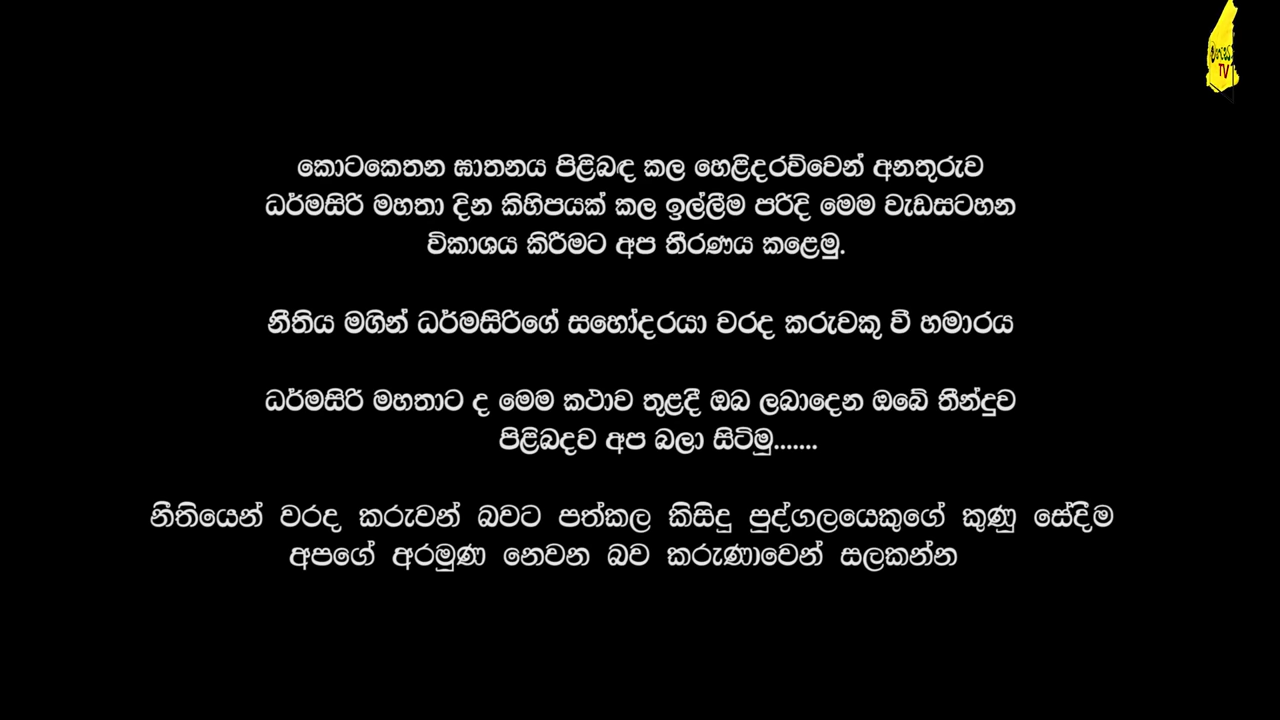 කොටකෙතන ඝාතනය පිළිබඳ කල හෙළිදරව්වෙන් අනතුරුව
ධර්මසිරි මහතා දින කිහිපයක් කල ඉල්ලීම පරිදි මෙම වැඩසටහන
විකාශය කිරීමට අප තීරණය කළෙමු.
නීතිය මගින් ධර්මසිරිගේ සහෝදරයා වරද කරුවකු වී හමාරය
ධර්මසිරි මහතාට ද මෙම කථාව තුළදී ඔබ ලබාදෙන ඔබේ තීන්දුව
පිළිබදව අප බලා සිටිමු.......
නීතියෙන් වරද කරුවන් බවට පත්කල කිසිදු පුද්ගලයෙකුගේ කුණු සේදීම
අපගේ අරමුණ නෙවන බව කරුණාවෙන් සලකන්න
TV